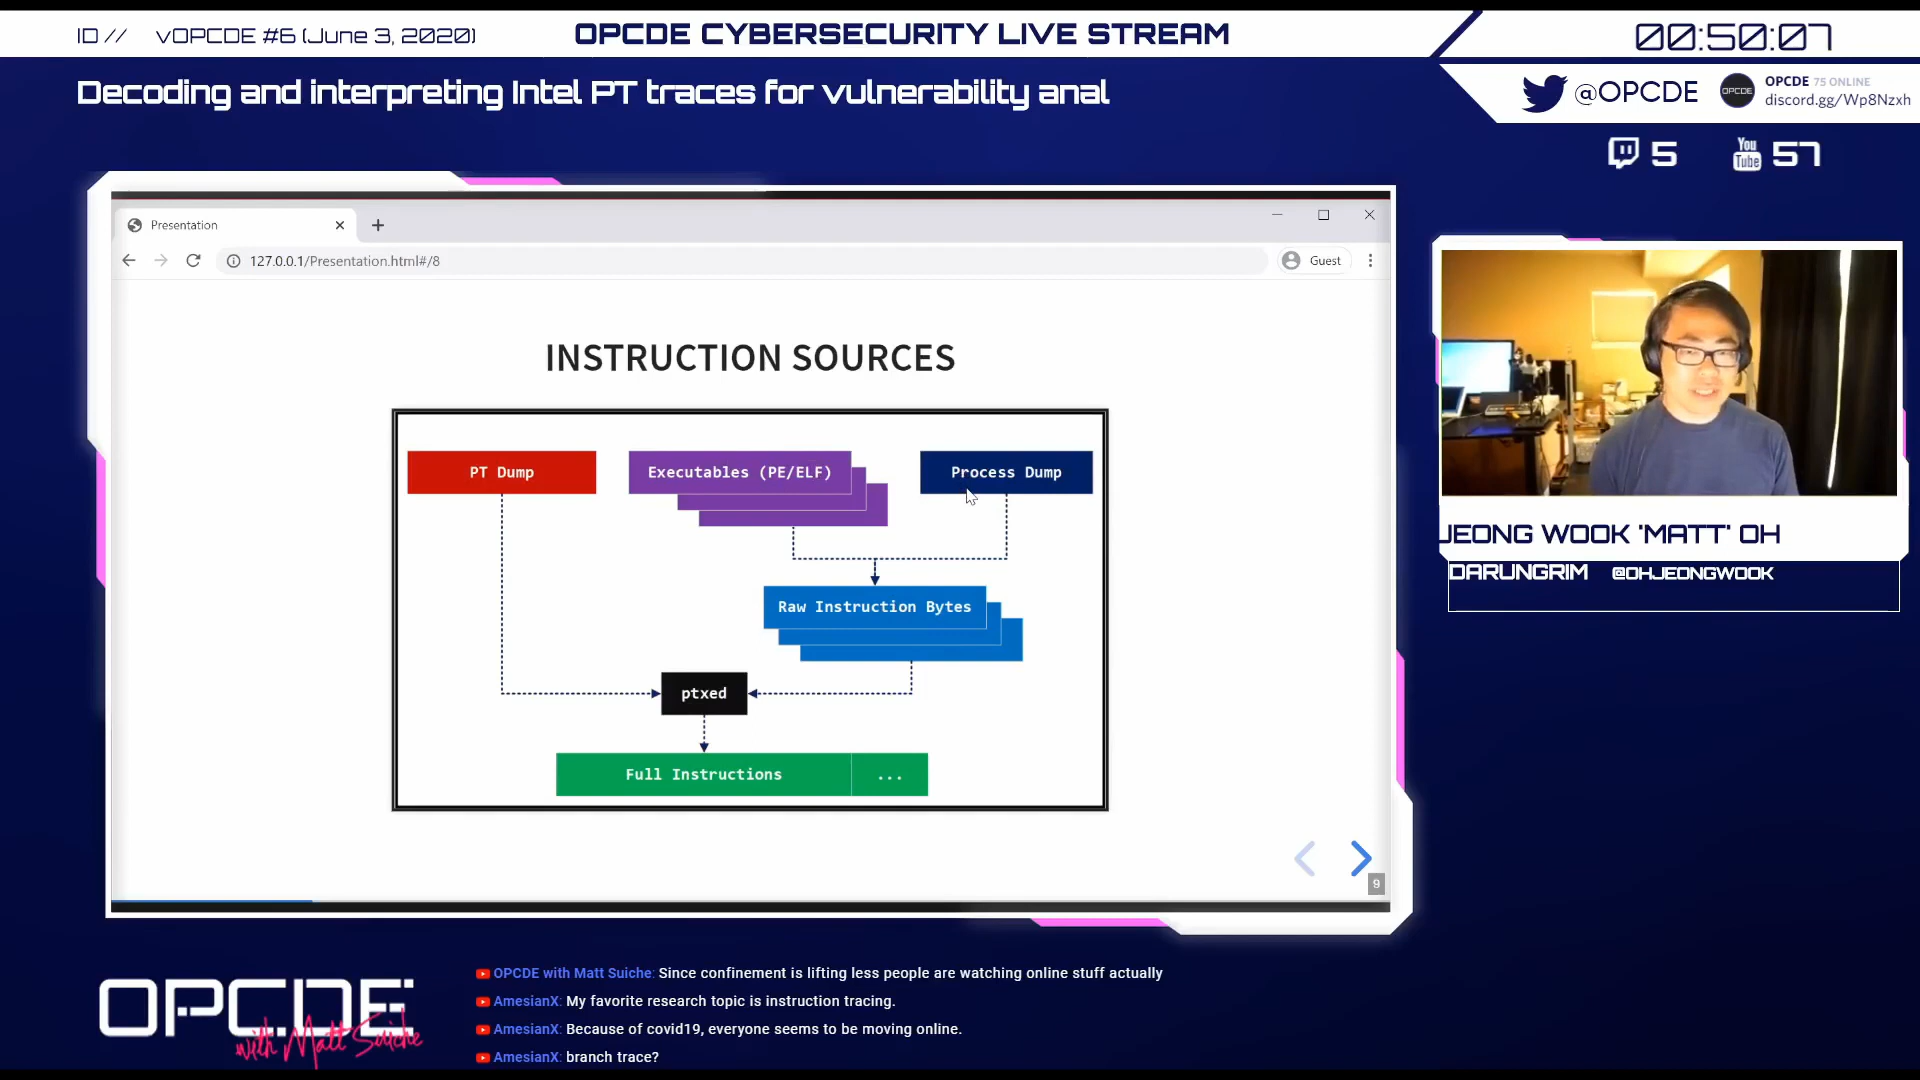 ID // vOPCDE #6 (June 3, 2020)
OPCDE CYBERSECURITY LIVE STREAM
00:50:07
Decoding and interpreting Intel PT traces for vulnerability anal
@OPCDE
OPCDE
OPCDE 75 ONLINE
discord.gg/Wp8Nzxh
5
You
Tube
57
Presentation
127.0.0.1/Presentation.html#/8
Guest
INSTRUCTION SOURCES
PT Dump
Executables (PE/ELF)
Process Dump
Raw Instruction Bytes
ptxed
Full Instructions
...
9
JEONG WOOK 'MATT' OH
DARUNGRIM @OHJEONGWOOK
OPCDE
with Matt Suiche
OPCDE with Matt Suiche: Since confinement is lifting less people are watching online stuff actually
AmesianX: My favorite research topic is instruction tracing.
AmesianX: Because of covid19, everyone seems to be moving online.
AmesianX: branch trace?